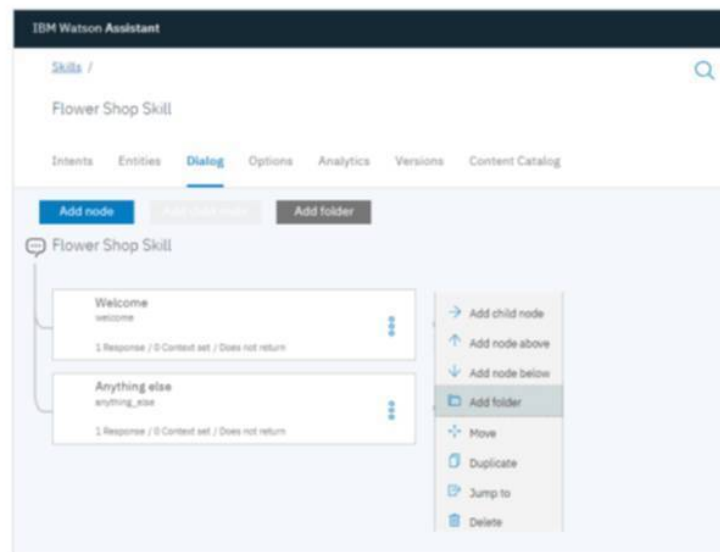 IBM Watson Assistant
Skills /
Flower Shop Skill
Intents Entities Dialog Options Analytics Versions Content Catalog
Add node Add child node Add folder
Flower Shop Skill
Welcome
welcome
1 Response / 0 Context set / Does not return
Anything else
anything_else
1 Response / 0 Context set / Does not return
Add child node
Add node above
Add node below
Add folder
Move
Duplicate
Jump to
Delete